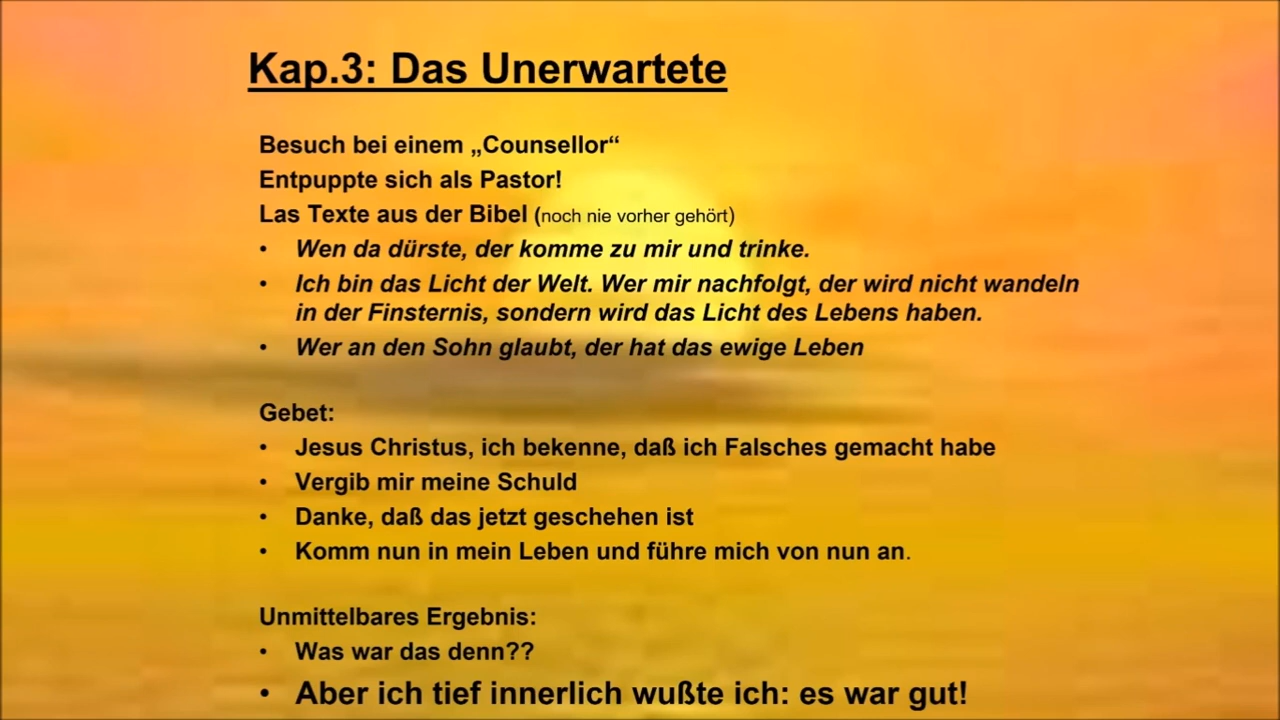 Kap.3: Das Unerwartete
Besuch bei einem „Counsellor“
Entpuppte sich als Pastor!
Las Texte aus der Bibel (noch nie vorher gehört)
• Wen da dürste, der komme zu mir und trinke.
• Ich bin das Licht der Welt. Wer mir nachfolgt, der wird nicht wandeln
in der Finsternis, sondern wird das Licht des Lebens haben.
• Wer an den Sohn glaubt, der hat das ewige Leben
Gebet:
• Jesus Christus, ich bekenne, daß ich Falsches gemacht habe
• Vergib mir meine Schuld
• Danke, daß das jetzt geschehen ist
• Komm nun in mein Leben und führe mich von nun an.
Unmittelbares Ergebnis:
• Was war das denn??
• Aber ich tief innerlich wußte ich: es war gut!